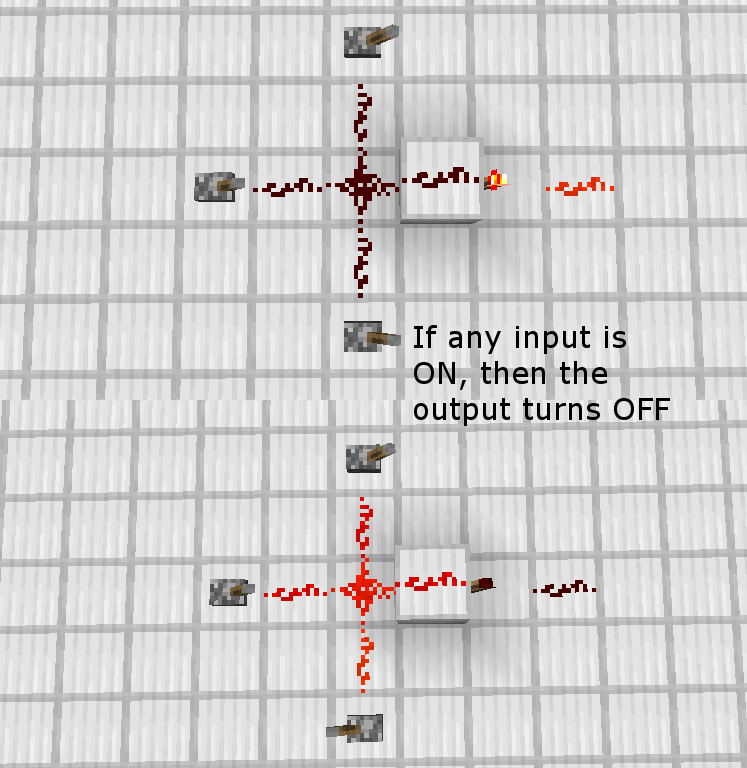 If any input is
ON, then the
output turns OFF